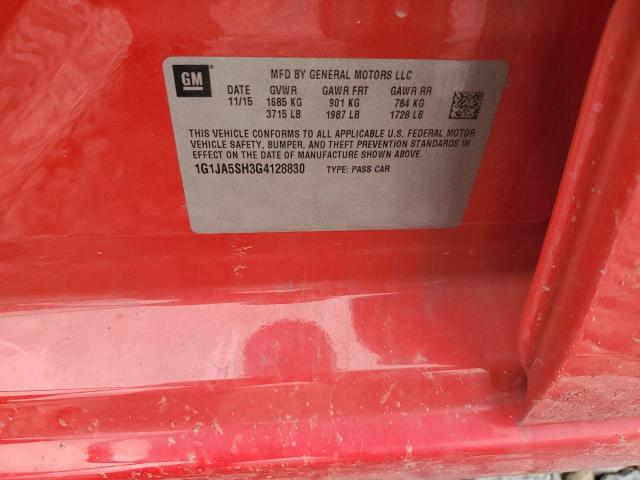 GM
MFD BY GENERAL MOTORS LLC
DATE GVWR GAWR FRT GAWR RR
11/15 1685 KG 901 KG 784 KG
3715 LB 1987 LB 1728 LB
THIS VEHICLE CONFORMS TO ALL APPLICABLE U.S. FEDERAL MOTOR
VEHICLE SAFETY, BUMPER, AND THEFT PREVENTION STANDARDS IN
EFFECT ON THE DATE OF MANUFACTURE SHOWN ABOVE.
1G1JA5SH3G4128830 TYPE: PASS CAR